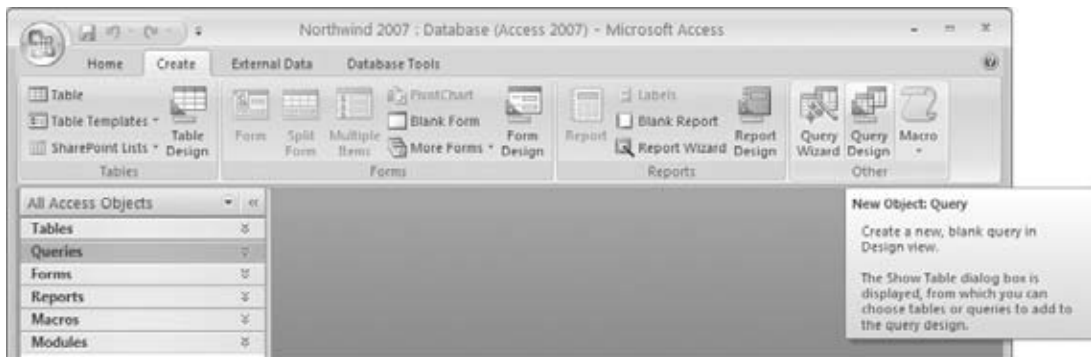 Northwind 2007 : Database (Access 2007) - Microsoft Access
Home Create External Data Database Tools
Table
Table Templates
SharePoint Lists
Table Design
Tables
Form
Split Form
Multiple Items
PivotChart
Blank Form
More Forms
Form Design
Forms
Report
Labels
Blank Report
Report Wizard
Report Design
Reports
Query Wizard
Query Design
Macro
Other
All Access Objects
Tables
Queries
Forms
Reports
Macros
Modules
New Object: Query
Create a new, blank query in
Design view.
The Show Table dialog box is
displayed, from which you can
choose tables or queries to add to
the query design.